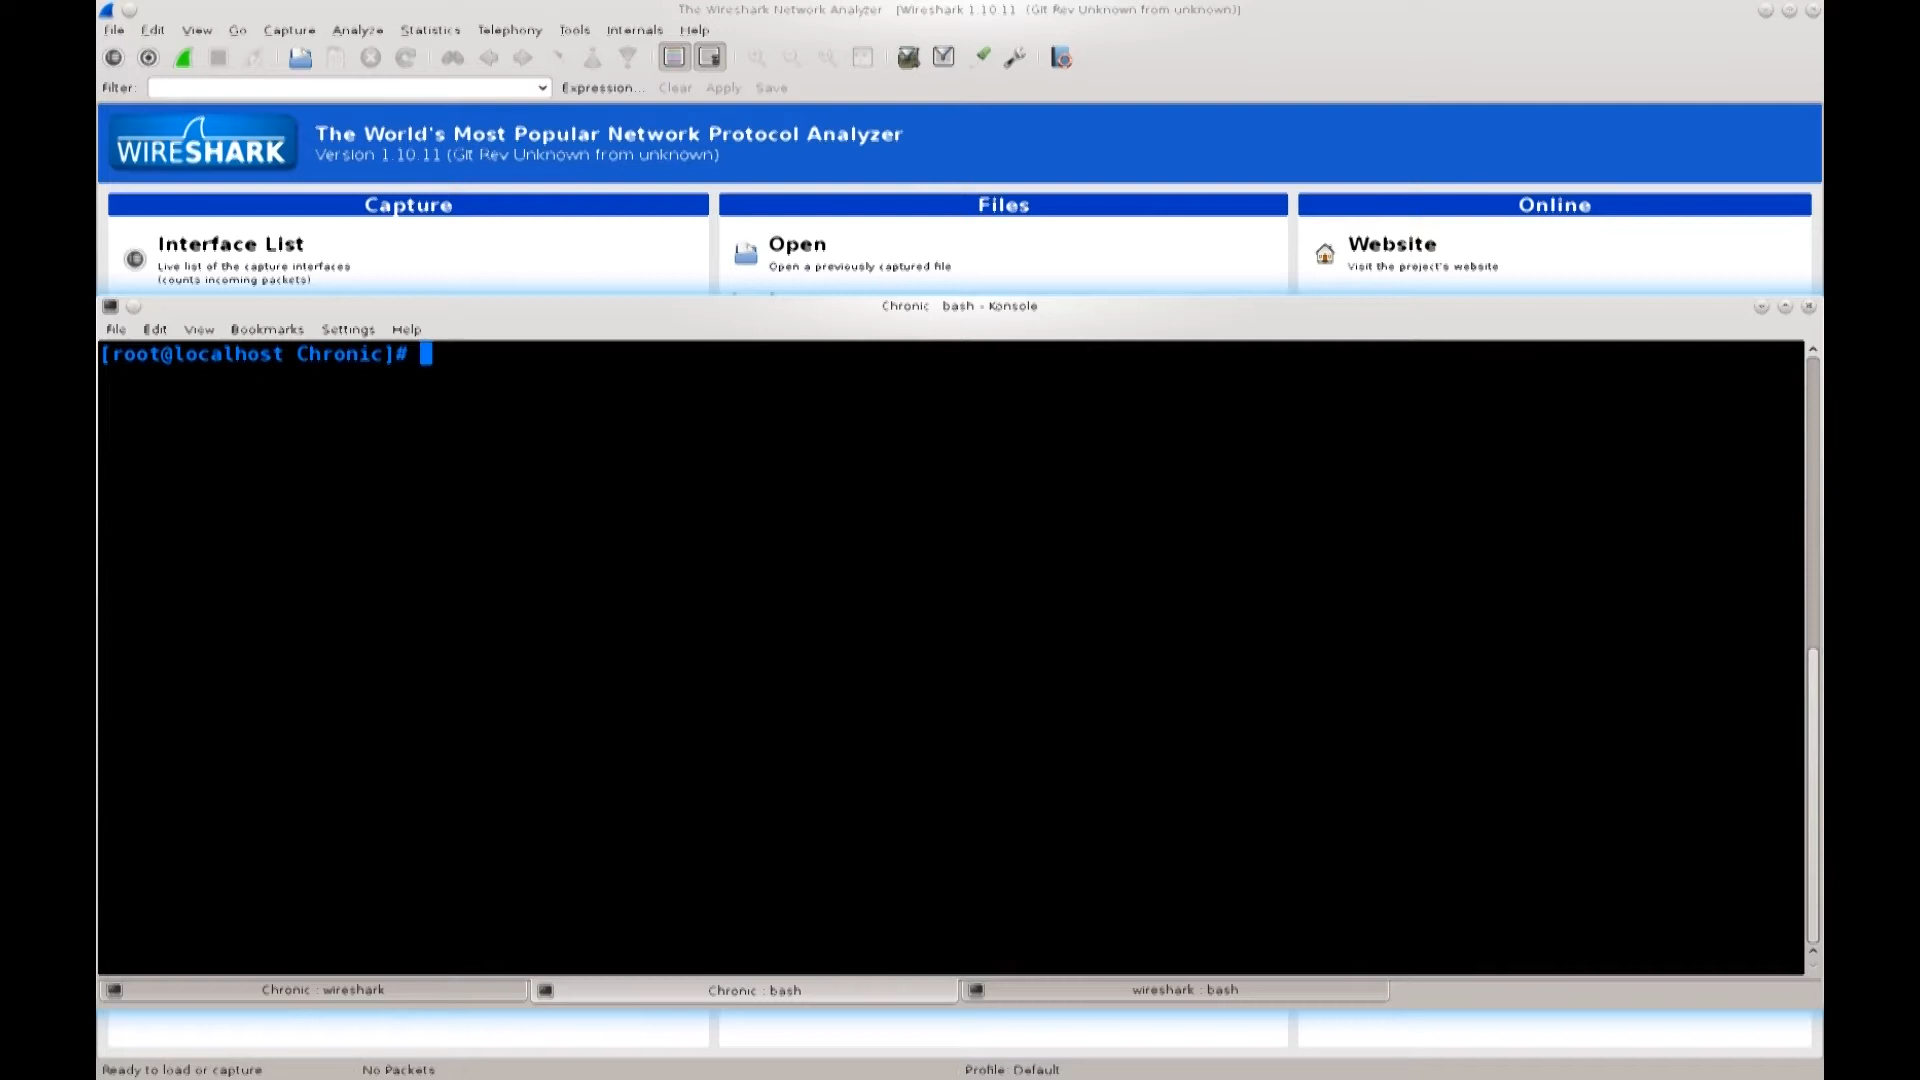 The Wireshark Network Analyzer [Wireshark 1.10.11 (Git Rev Unknown from unknown)]
File Edit View Go Capture Analyze Statistics Telephony Tools Internals Help
Filter: Expression... Clear Apply Save
WIRESHARK
The World's Most Popular Network Protocol Analyzer
Version 1.10.11 (Git Rev Unknown from unknown)
Capture Files Online
Interface List Open Website
Live list of the capture interfaces Open a previously captured file Visit the project's website
(counts incoming packets)
Chronic bash - Konsole
File Edit View Bookmarks Settings Help
[root@localhost Chronic]#
Chronic : wireshark Chronic : bash wireshark : bash
Ready to load or capture No Packets Profile: Default